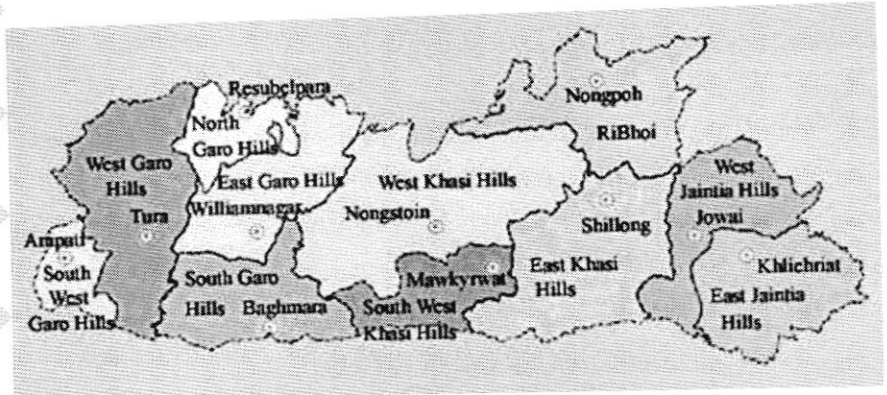 Resubelpara
North
Garo Hills
Nongpoh
RiBhoi
West Garo
Hills
Tura
East Garo Hills
Williamnagar
West Khasi Hills
Nongstoin
West
Jaintia Hills
Jowai
Shillong
Ampati
South
West
Garo Hills
South Garo
Hills
Baghmara
Mawkyrwat
South West
Khasi Hills
East Khasi
Hills
Khlichriat
East Jaintia
Hills